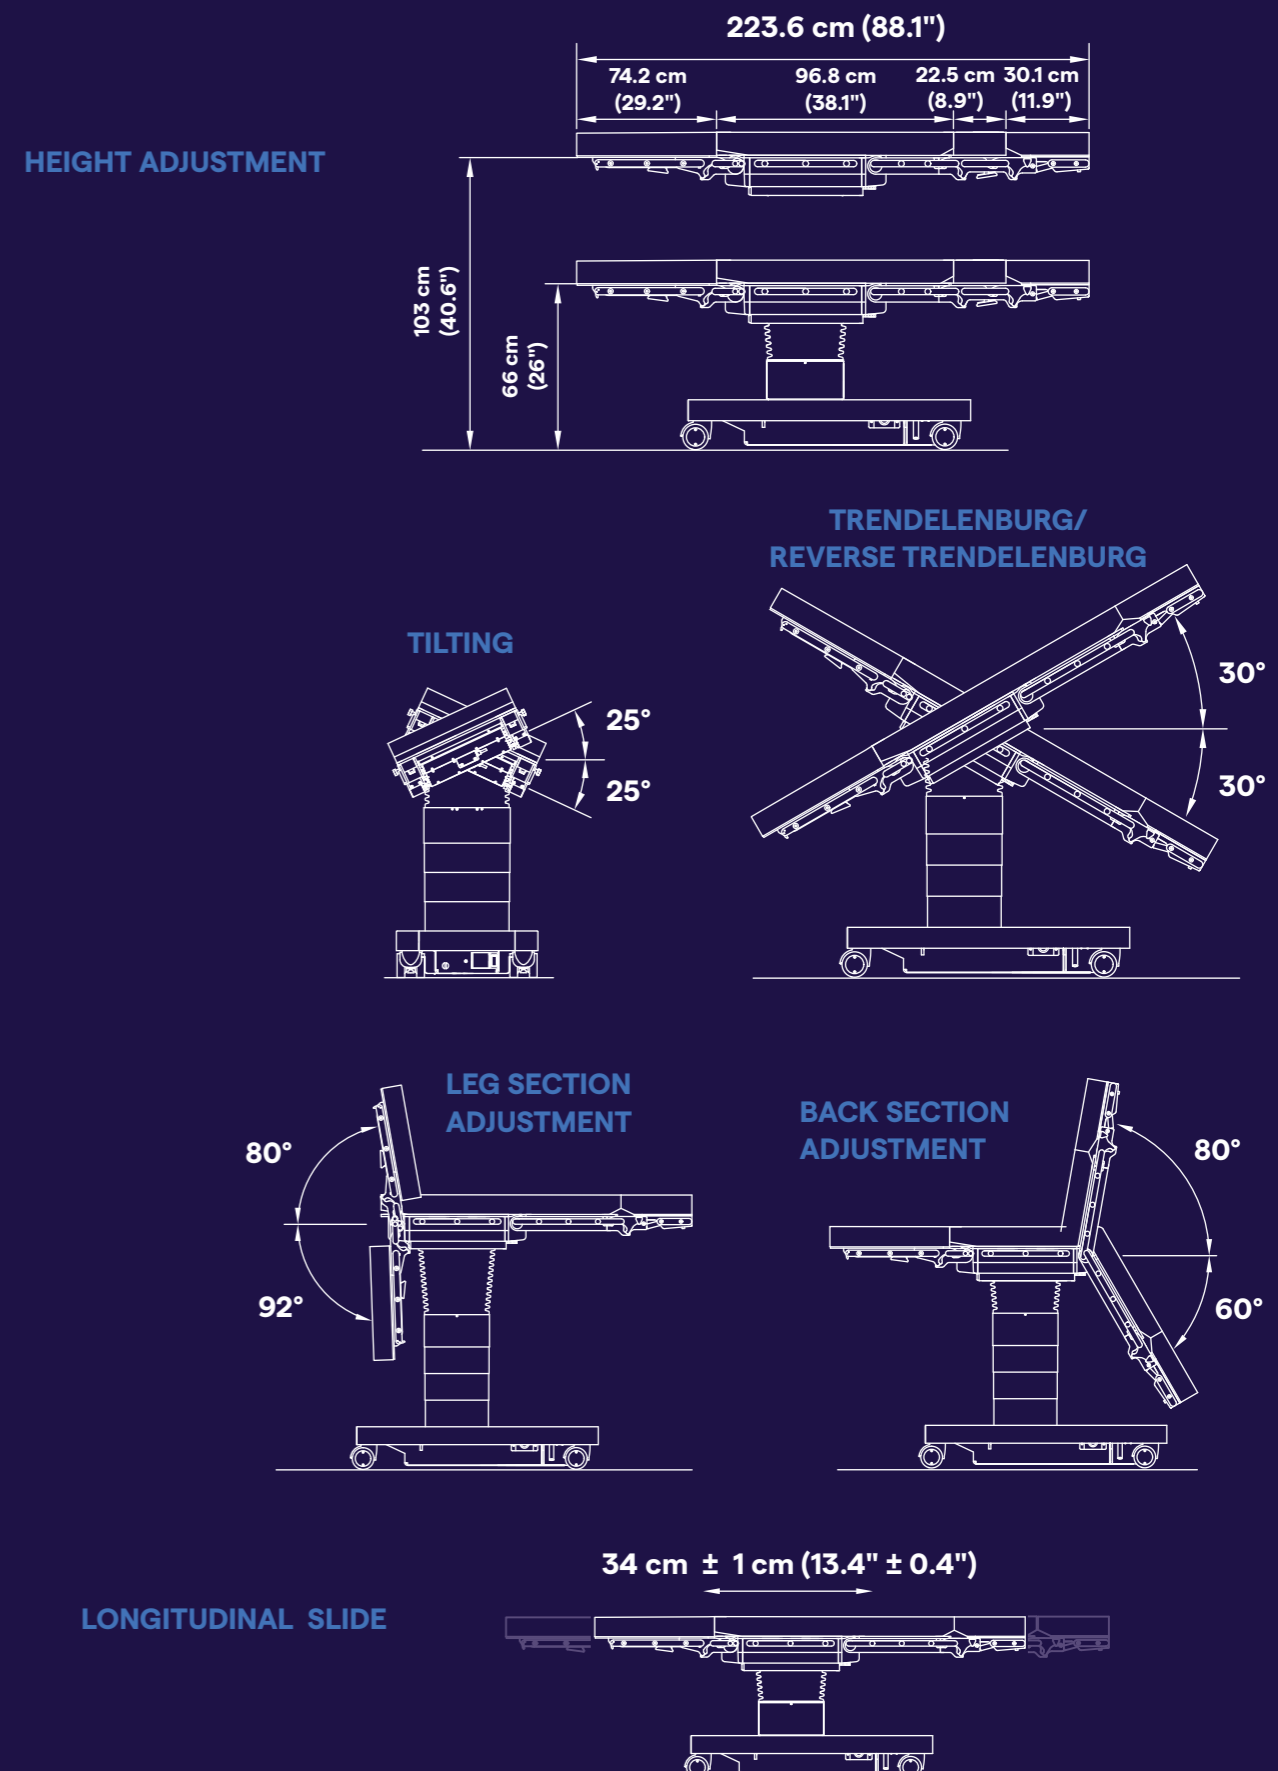 223.6 cm (88.1")
74.2 cm 96.8 cm 22.5 cm 30.1 cm
(29.2") (38.1") (8.9") (11.9")
HEIGHT ADJUSTMENT
103 cm
(40.6")
66 cm
(26")
TRENDELENBURG/
REVERSE TRENDELENBURG
30°
30°
TILTING
25°
25°
LEG SECTION
ADJUSTMENT
80°
92°
BACK SECTION
ADJUSTMENT
80°
60°
34 cm ± 1 cm (13.4" ± 0.4")
LONGITUDINAL SLIDE